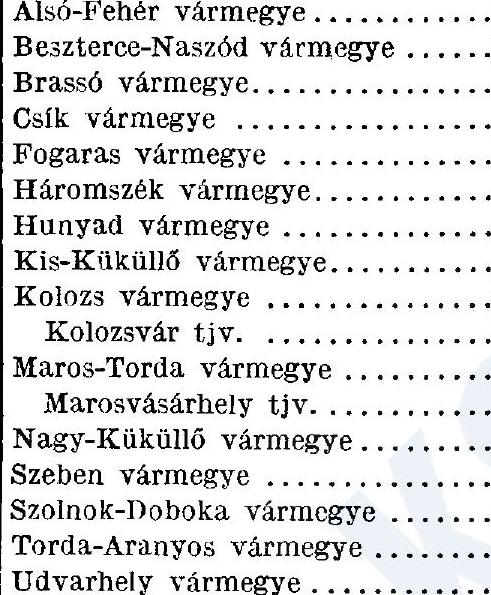 Alsó-Fehér vármegye.............
Beszterce-Naszód vármegye ......
Brassó vármegye.................
Csík vármegye ..................
Fogaras vármegye ...............
Háromszék vármegye.............
Hunyad vármegye ...............
Kis-Küküllő vármegye............
Kolozs vármegye ................
Kolozsvár tjv. ................
Maros-Torda vármegye ..........
Marosvásárhely tjv. ............
Nagy-Küküllő vármegye.........
Szeben vármegye ................
Szolnok-Doboka vármegye .......
Torda-Aranyos vármegye ........
Udvarhely vármegye ............